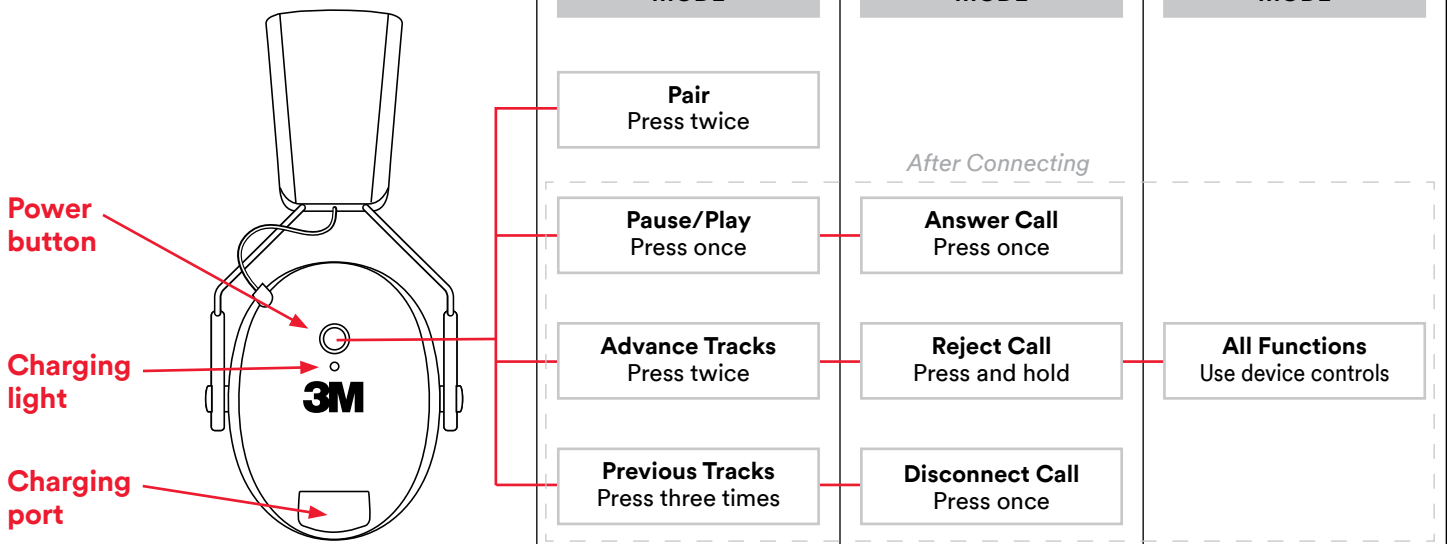 MODE
MODE
MODE
Pair
Press twice
After Connecting
Power
button
Pause/Play
Press once
Answer Call
Press once
Charging
light
3M
Advance Tracks
Press twice
Reject Call
Press and hold
All Functions
Use device controls
Charging
port
Previous Tracks
Press three times
Disconnect Call
Press once